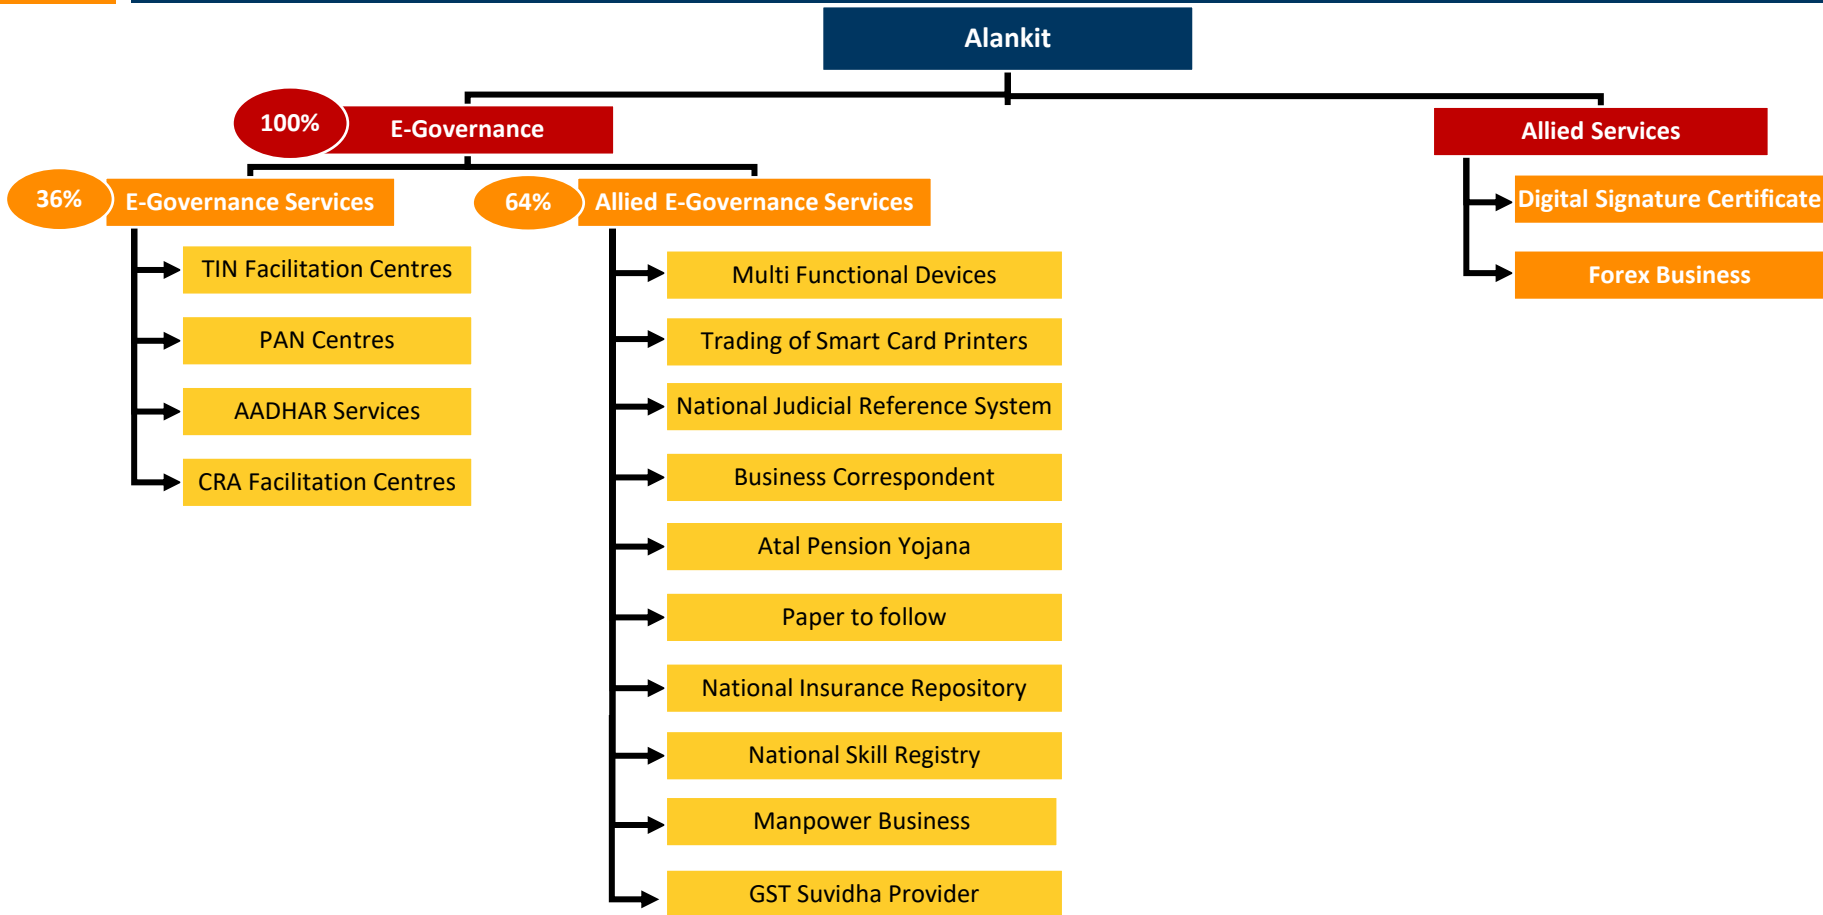 Alankit
100%
E-Governance
Allied Services
36%
E-Governance Services
64%
Allied E-Governance Services
Digital Signature Certificate
Forex Business
TIN Facilitation Centres
PAN Centres
AADHAR Services
CRA Facilitation Centres
Multi Functional Devices
Trading of Smart Card Printers
National Judicial Reference System
Business Correspondent
Atal Pension Yojana
Paper to follow
National Insurance Repository
National Skill Registry
Manpower Business
GST Suvidha Provider